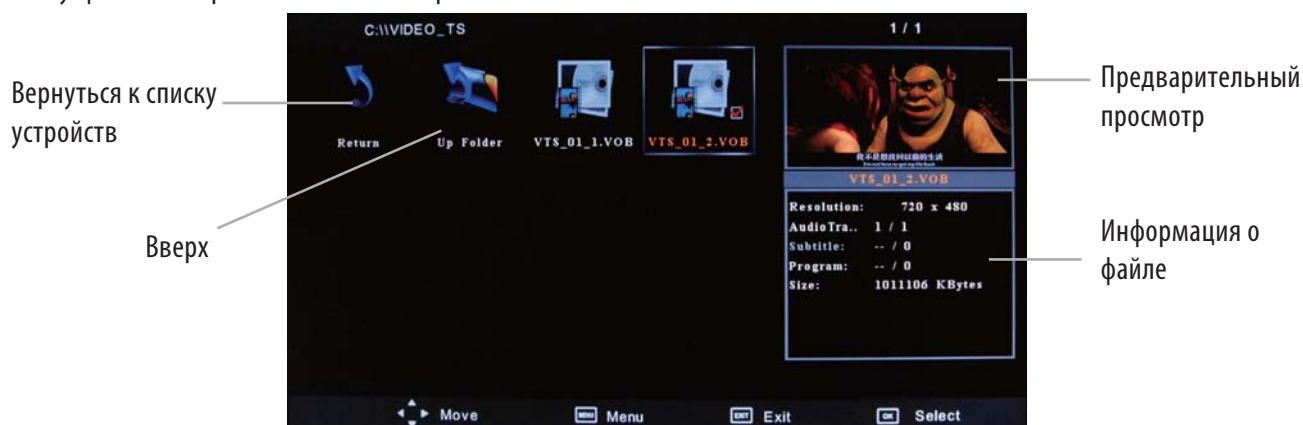 C:\\VIDEO_TS
1 / 1
Вернуться к списку
устройств
Предварительный
просмотр
Return
Up Folder
VTS_01_1.VOB
VTS_01_2.VOB
VTS_01_2.VOB
Вверх
Resolution: 720 x 480
AudioTra.. 1 / 1
Subtitle: -- / 0
Program: -- / 0
Size: 1011106 KBytes
Информация о
файле
Move
MENU Menu
EXIT Exit
OK Select